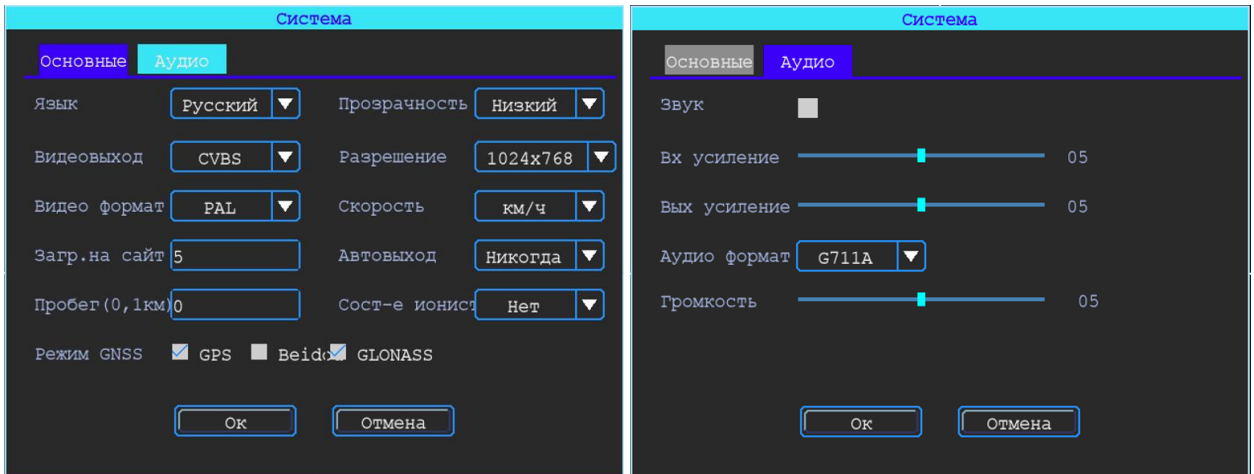 Система
Основные Аудио
Язык Русский Прозрачность Низкий
Видеовыход CVBS Разрешение 1024x768
Видео формат PAL Скорость км/ч
Загр.на сайт 5 Автовыход Никогда
Пробег(0,1км) 0 Сост-е ионист Нет
Режим GNSS GPS Beido GLONASS
Ок Отмена
Система
Основные Аудио
Звук
Вх усиление 05
Вых усиление 05
Аудио формат G711A
Громкость 05
Ок Отмена